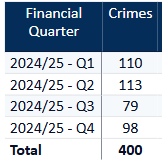 Financial Quarter Crimes
2024/25 - Q1 110
2024/25 - Q2 113
2024/25 - Q3 79
2024/25 - Q4 98
Total 400